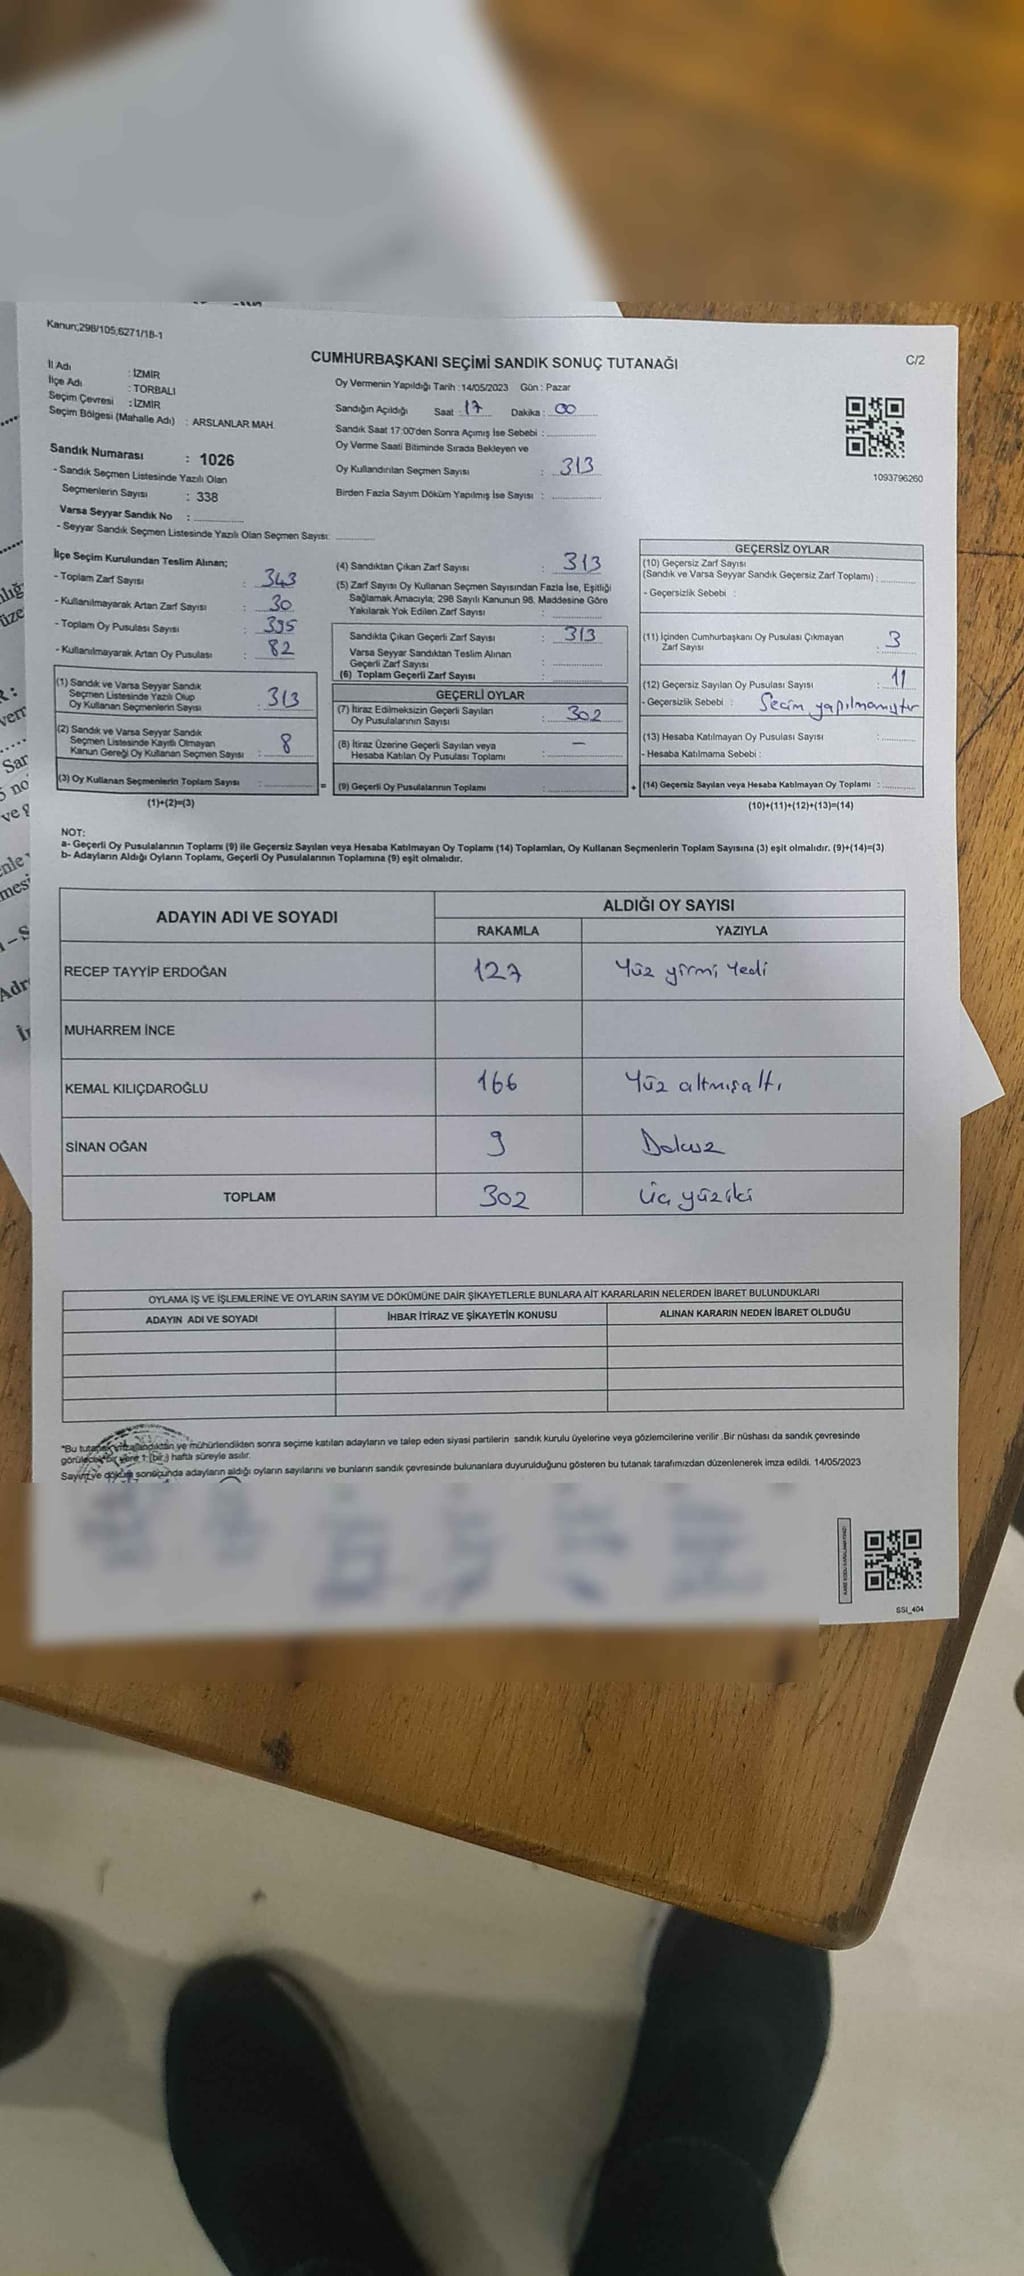 Kanun;298/105,6271/18-1
CUMHURBAŞKANI SEÇİMİ SANDIK SONUÇ TUTANAĞI
C/2
İl Adı : İZMİR
İlçe Adı : TORBALI
Seçim Çevresi : İZMİR
Seçim Bölgesi (Mahalle Adı) : ARSLANLAR MAH.
Oy Vermenin Yapıldığı Tarih : 14/05/2023 Gün : Pazar
Sandığın Açıldığı Saat : 17 Dakika : 00
Sandık Saat 17:00'den Sonra Açımış İse Sebebi :
Oy Verme Saati Bitiminde Sırada Bekleyen ve
Oy Kullandırılan Seçmen Sayısı : 313
Birden Fazla Sayım Döküm Yapılmış İse Sayısı :
1093796260
Sandık Numarası : 1026
- Sandık Seçmen Listesinde Yazılı Olan
Seçmenlerin Sayısı : 338
Varsa Seyyar Sandık No :
- Seyyar Sandık Seçmen Listesinde Yazılı Olan Seçmen Sayısı:
İlçe Seçim Kurulundan Teslim Alınan;
- Toplam Zarf Sayısı : 343
- Kullanılmayarak Artan Zarf Sayısı : 30
- Toplam Oy Pusulası Sayısı : 395
- Kullanılmayarak Artan Oy Pusulası : 82
(1) Sandık ve Varsa Seyyar Sandık
Seçmen Listesinde Yazılı Olup
Oy Kullanan Seçmenlerin Sayısı : 313
(2) Sandık ve Varsa Seyyar Sandık
Seçmen Listesinde Kayıtlı Olmayan
Kanun Gereği Oy Kullanan Seçmen Sayısı : 8
(3) Oy Kullanan Seçmenlerin Toplam Sayısı : =
(1)+(2)=(3)
(4) Sandıktan Çıkan Zarf Sayısı : 313
(5) Zarf Sayısı Oy Kullanan Seçmen Sayısından Fazla İse, Eşitliği
Sağlamak Amacıyla; 298 Sayılı Kanunun 98. Maddesine Göre
Yakılarak Yok Edilen Zarf Sayısı :
Sandıkta Çıkan Geçerli Zarf Sayısı : 313
Varsa Seyyar Sandıktan Teslim Alınan
Geçerli Zarf Sayısı :
(6) Toplam Geçerli Zarf Sayısı :
GEÇERLİ OYLAR
(7) İtiraz Edilmeksizin Geçerli Sayılan
Oy Pusulalarının Sayısı : 302
(8) İtiraz Üzerine Geçerli Sayılan veya
Hesaba Katılan Oy Pusulası Toplamı : —
(9) Geçerli Oy Pusulalarının Toplamı : +
GEÇERSİZ OYLAR
(10) Geçersiz Zarf Sayısı
(Sandık ve Varsa Seyyar Sandık Geçersiz Zarf Toplamı) :
- Geçersizlik Sebebi :
(11) İçinden Cumhurbaşkanı Oy Pusulası Çıkmayan
Zarf Sayısı : 3
(12) Geçersiz Sayılan Oy Pusulası Sayısı : 11
- Geçersizlik Sebebi : Seçim yapılmamıştır
(13) Hesaba Katılmayan Oy Pusulası Sayısı :
- Hesaba Katılmama Sebebi :
(14) Geçersiz Sayılan veya Hesaba Katılmayan Oy Toplamı :
(10)+(11)+(12)+(13)=(14)
NOT:
a- Geçerli Oy Pusulalarının Toplamı (9) ile Geçersiz Sayılan veya Hesaba Katılmayan Oy Toplamı (14) Toplamları, Oy Kullanan Seçmenlerin Toplam Sayısına (3) eşit olmalıdır. (9)+(14)=(3)
b- Adayların Aldığı Oyların Toplamı, Geçerli Oy Pusulalarının Toplamına (9) eşit olmalıdır.
ADAYIN ADI VE SOYADI
ALDIĞI OY SAYISI
RAKAMLA YAZIYLA
RECEP TAYYİP ERDOĞAN 127 Yüz yirmi Yedi
MUHARREM İNCE
KEMAL KILIÇDAROĞLU 166 Yüz altmışaltı
SİNAN OĞAN 9 Dokuz
TOPLAM 302 Üç yüziki
OYLAMA İŞ VE İŞLEMLERİNE VE OYLARIN SAYIM VE DÖKÜMÜNE DAİR ŞİKAYETLERLE BUNLARA AİT KARARLARIN NELERDEN İBARET BULUNDUKLARI
ADAYIN ADI VE SOYADI İHBAR İTİRAZ VE ŞİKAYETİN KONUSU ALINAN KARARIN NEDEN İBARET OLDUĞU
"Bu tutanak imzalandıktan ve mühürlendikten sonra seçime katılan adayların ve talep eden siyasi partilerin sandık kurulu üyelerine veya gözlemcilerine verilir .Bir nüshası da sandık çevresinde
görülecek bir yere 1 (bir) hafta süreyle asılır.
Sayım ve döküm sonucunda adayların aldığı oyların sayılarını ve bunların sandık çevresinde bulunanlara duyurulduğunu gösteren bu tutanak tarafımızdan düzenlenerek imza edildi. 14/05/2023
SSI_404